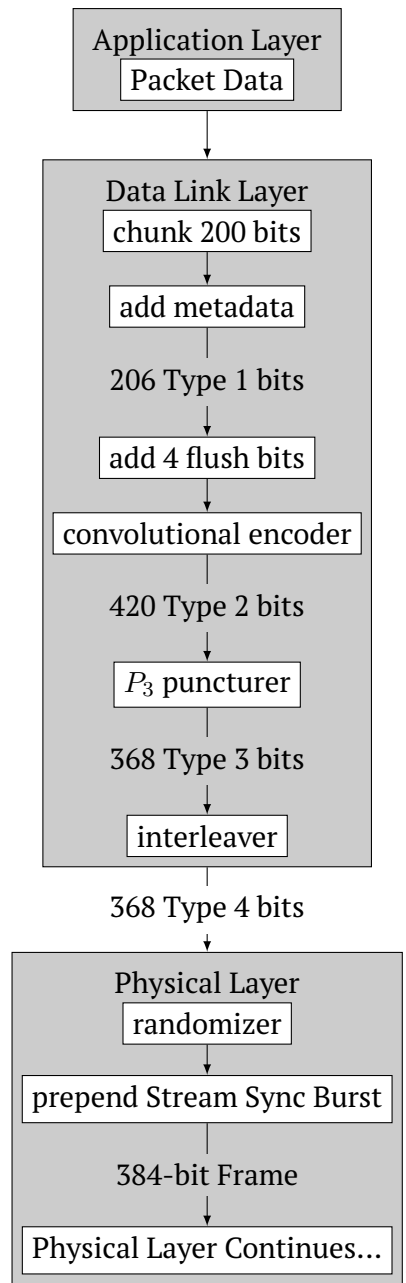 Application Layer
Packet Data
Data Link Layer
chunk 200 bits
add metadata
206 Type 1 bits
add 4 flush bits
convolutional encoder
420 Type 2 bits
P₃ puncturer
368 Type 3 bits
interleaver
368 Type 4 bits
Physical Layer
randomizer
prepend Stream Sync Burst
384-bit Frame
Physical Layer Continues...